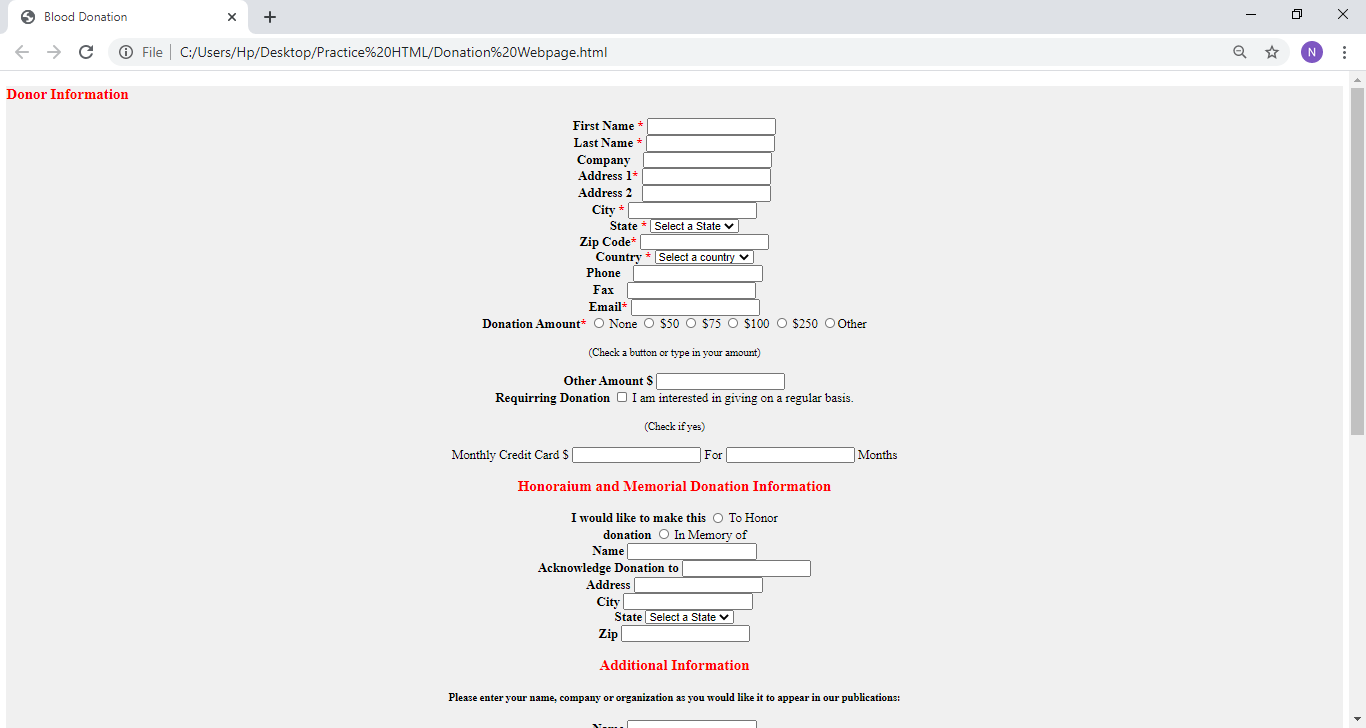 Blood Donation
File | C:/Users/Hp/Desktop/Practice%20HTML/Donation%20Webpage.html
N
Donor Information
First Name *
Last Name *
Company
Address 1*
Address 2
City *
State * Select a State
Zip Code*
Country * Select a country
Phone
Fax
Email*
Donation Amount* None $50 $75 $100 $250 Other
(Check a button or type in your amount)
Other Amount $
Requirring Donation I am interested in giving on a regular basis.
(Check if yes)
Monthly Credit Card $ For Months
Honoraium and Memorial Donation Information
I would like to make this To Honor
donation In Memory of
Name
Acknowledge Donation to
Address
City
State Select a State
Zip
Additional Information
Please enter your name, company or organization as you would like it to appear in our publications:
Name